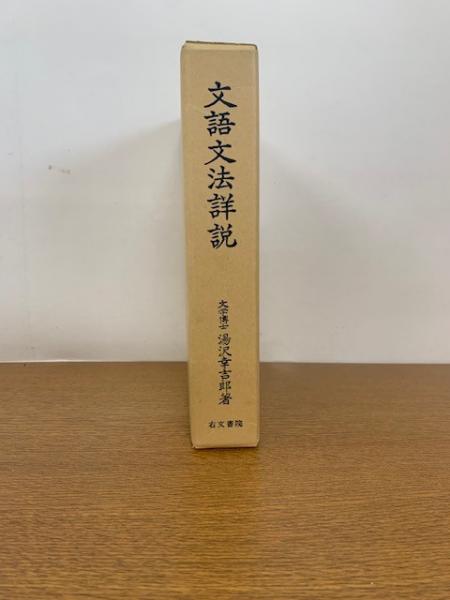 文語文法詳説
文学博士 湯沢幸吉郎著
右文書院